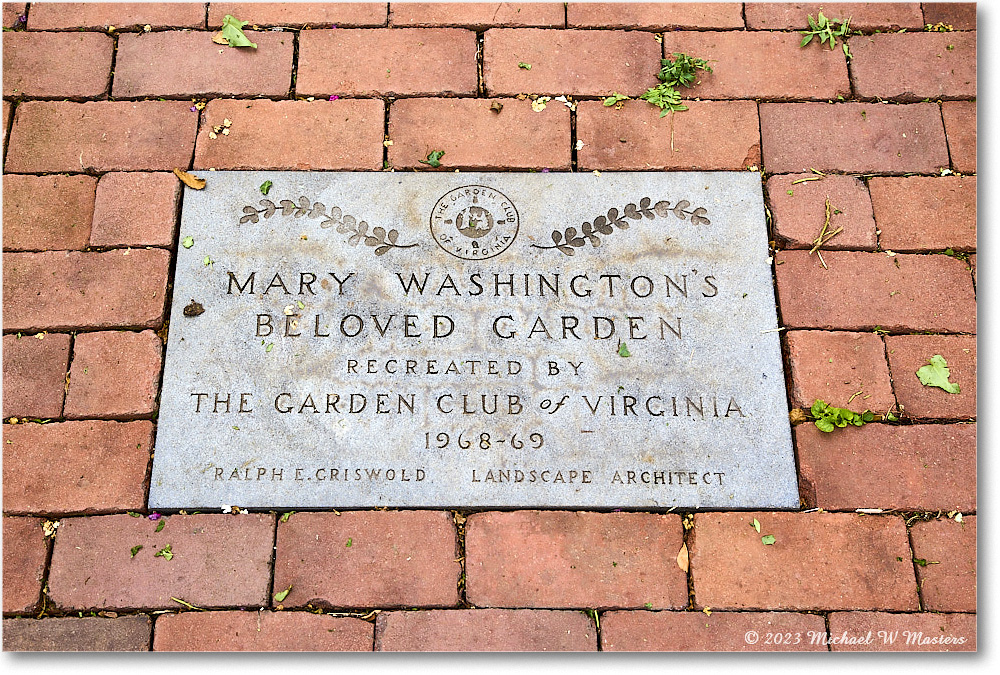 THE GARDEN CLUB
OF VIRGINIA
MARY WASHINGTON'S
BELOVED GARDEN
RECREATED BY
THE GARDEN CLUB of VIRGINIA
1968-69
RALPH E. GRISWOLD LANDSCAPE ARCHITECT
© 2023 Michael W Masters